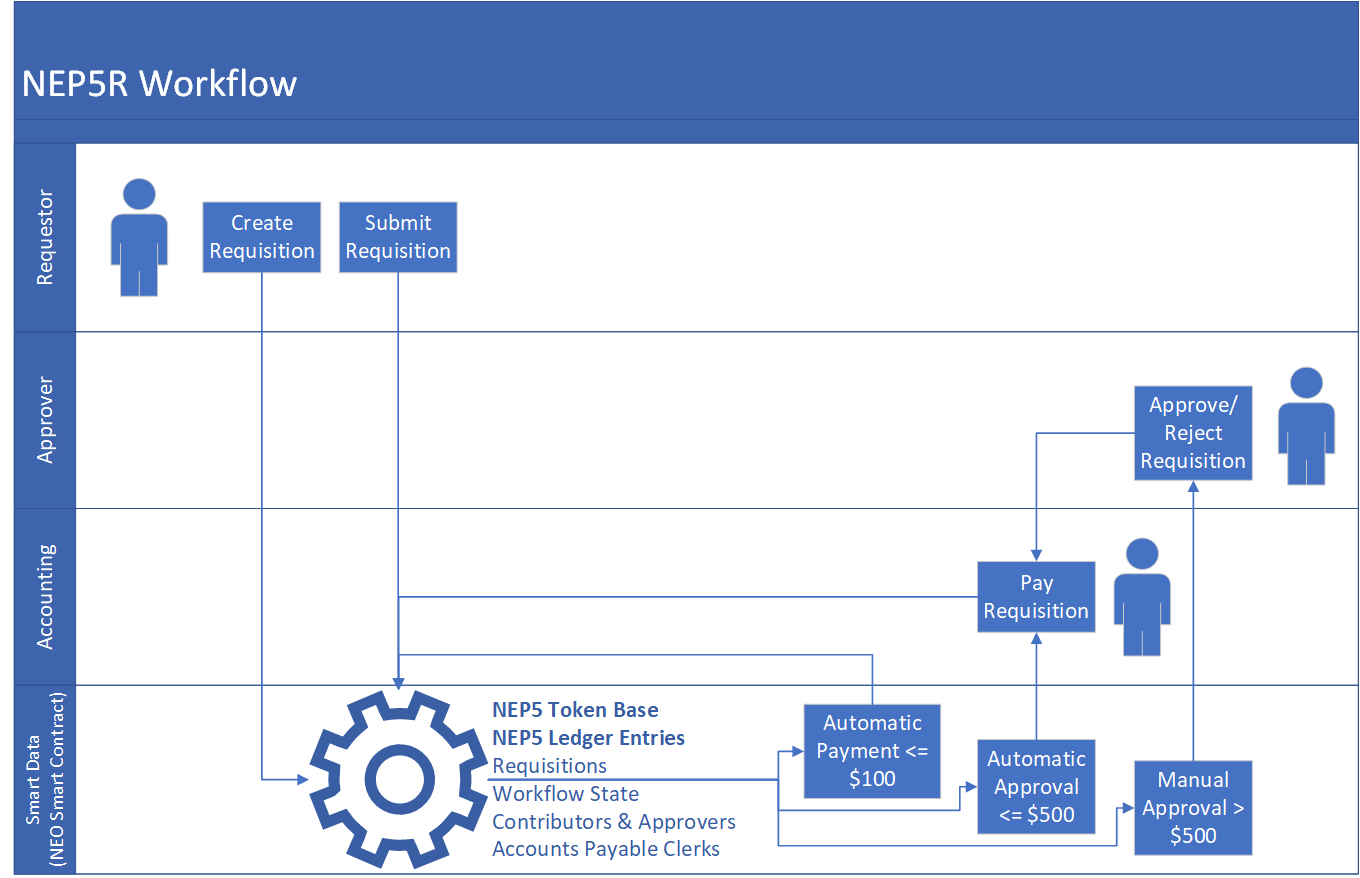 NEP5R Workflow
Requestor
Create
Requisition
Submit
Requisition
Approver
Approve/
Reject
Requisition
Accounting
Pay
Requisition
Smart Data
(NEO Smart Contract)
NEP5 Token Base
NEP5 Ledger Entries
Requisitions
Workflow State
Contributors & Approvers
Accounts Payable Clerks
Automatic
Payment <=
$100
Automatic
Approval
<= $500
Manual
Approval >
$500